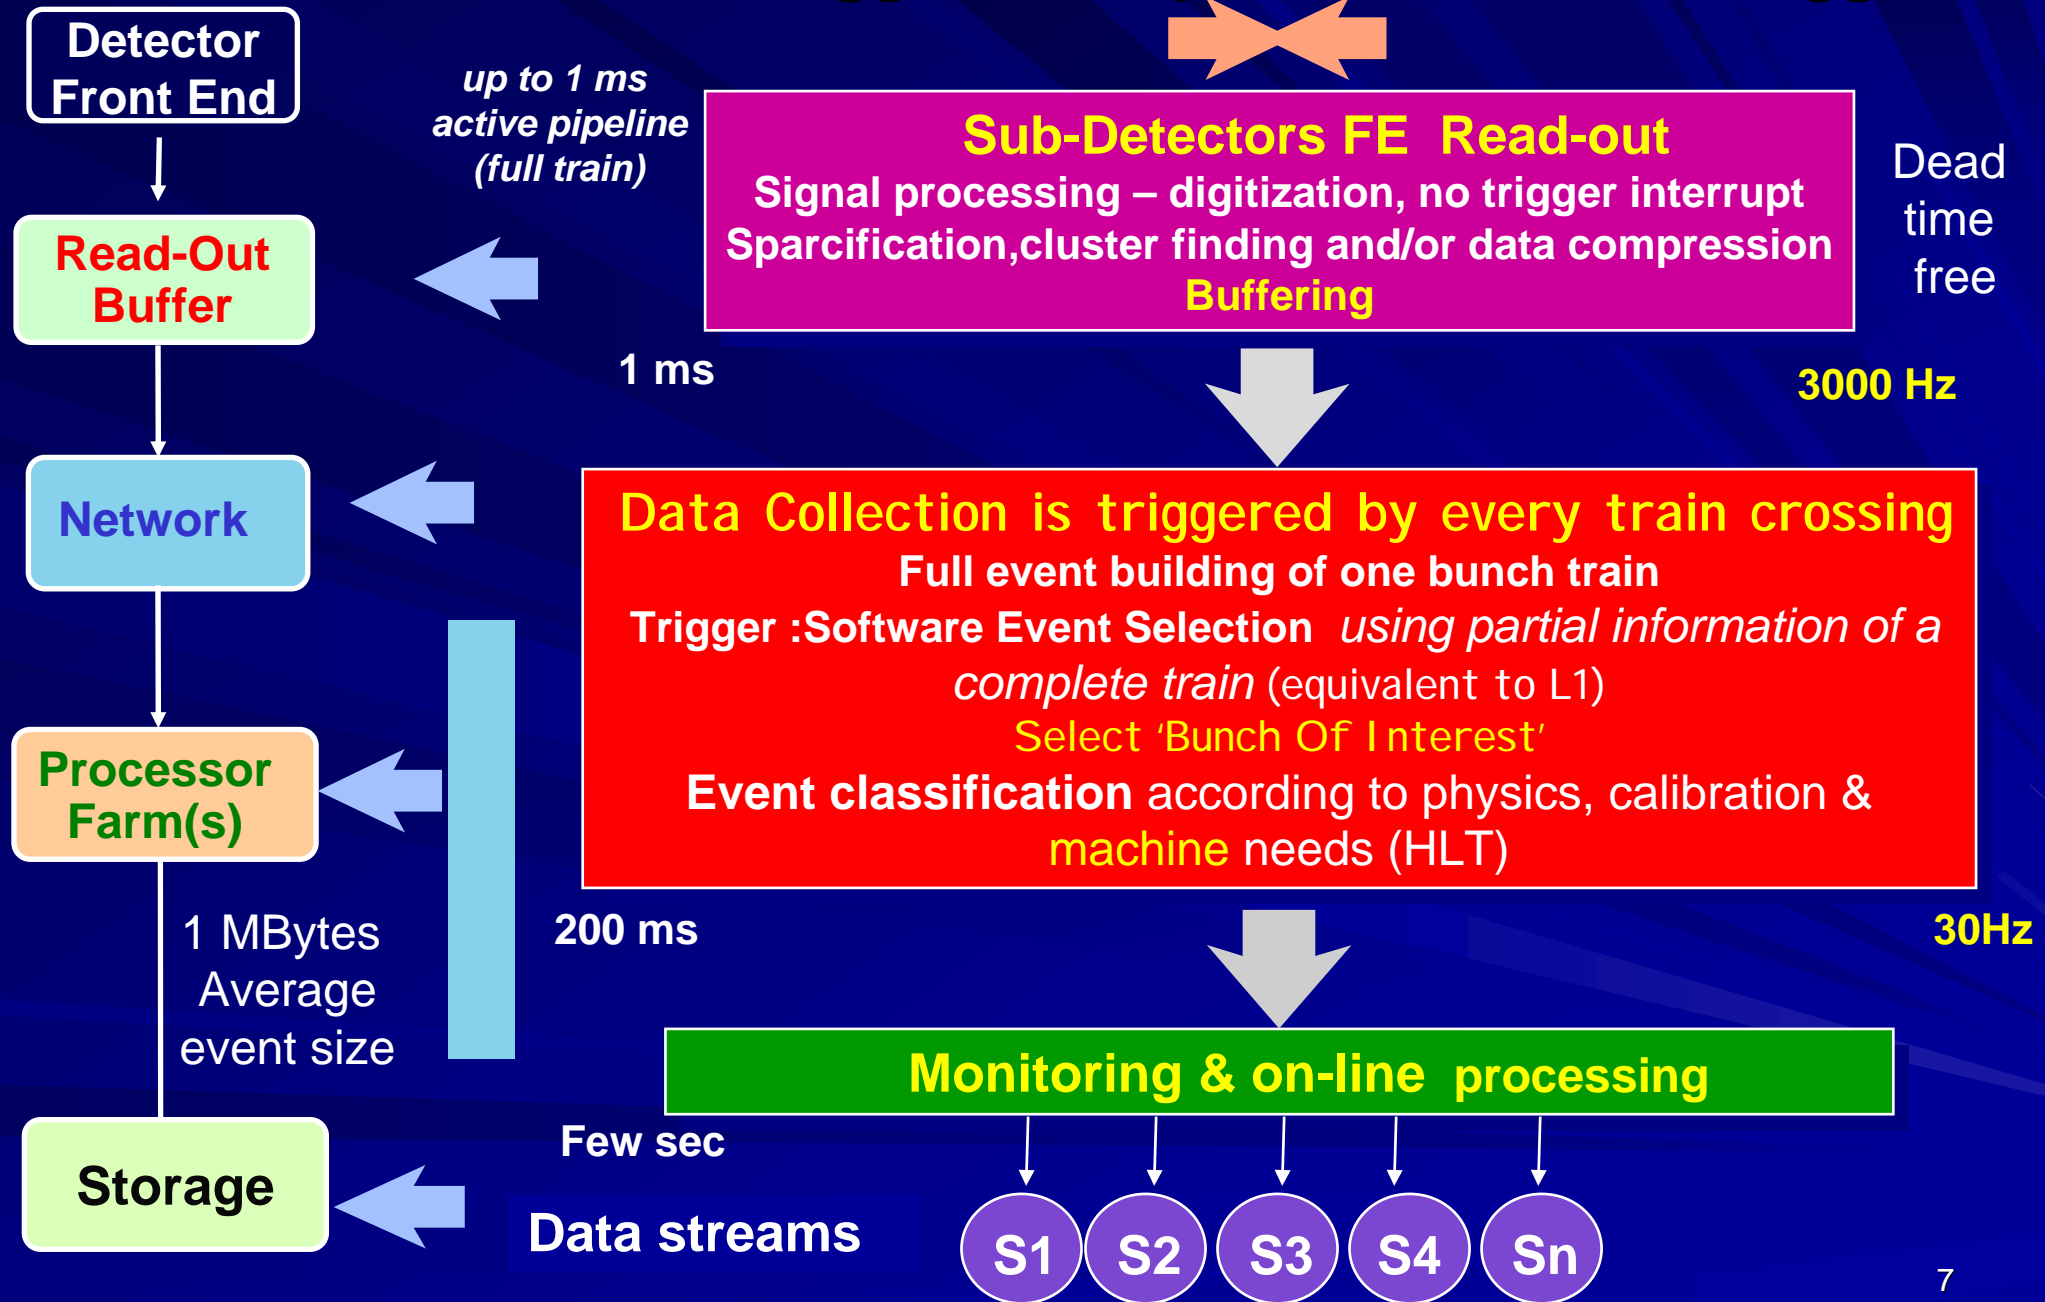 Detector
Front End
up to 1 ms
active pipeline
(full train)
Sub-Detectors FE Read-out
Signal processing – digitization, no trigger interrupt
Sparcification,cluster finding and/or data compression
Buffering
Dead
time
free
Read-Out
Buffer
1 ms
3000 Hz
Network
Data Collection is triggered by every train crossing
Full event building of one bunch train
Trigger :Software Event Selection using partial information of a
complete train (equivalent to L1)
Select ‘Bunch Of Interest’
Event classification according to physics, calibration &
machine needs (HLT)
Processor
Farm(s)
1 MBytes
Average
event size
200 ms
30Hz
Monitoring & on-line processing
Few sec
Storage
Data streams
S1 S2 S3 S4 Sn
7